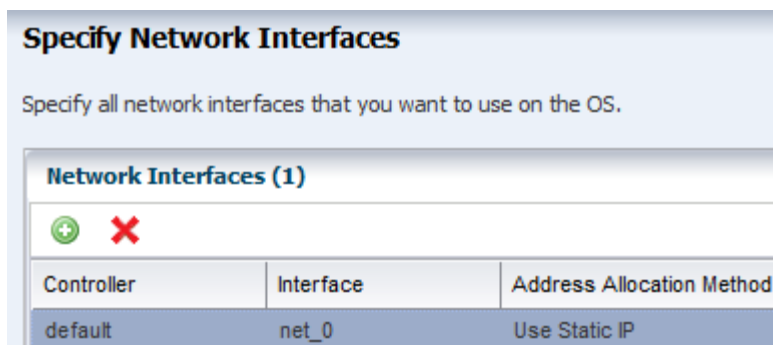 Specify Network Interfaces
Specify all network interfaces that you want to use on the OS.
Network Interfaces (1)
Controller Interface Address Allocation Method
default net_0 Use Static IP